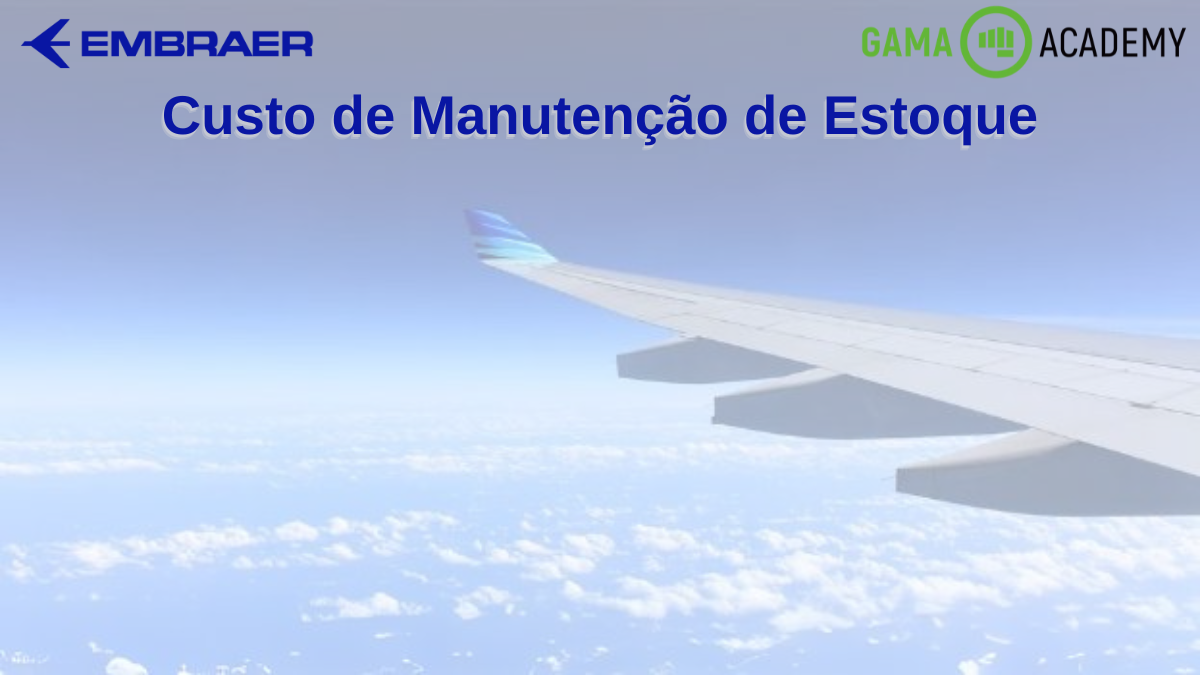 EMBRAER
GAMA ACADEMY
Custo de Manutenção de Estoque